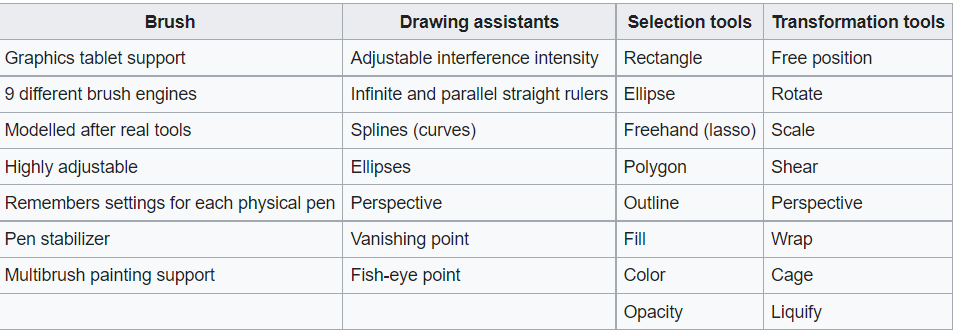 Brush Drawing assistants Selection tools Transformation tools
Graphics tablet support Adjustable interference intensity Rectangle Free position
9 different brush engines Infinite and parallel straight rulers Ellipse Rotate
Modelled after real tools Splines (curves) Freehand (lasso) Scale
Highly adjustable Ellipses Polygon Shear
Remembers settings for each physical pen Perspective Outline Perspective
Pen stabilizer Vanishing point Fill Wrap
Multibrush painting support Fish-eye point Color Cage
Opacity Liquify